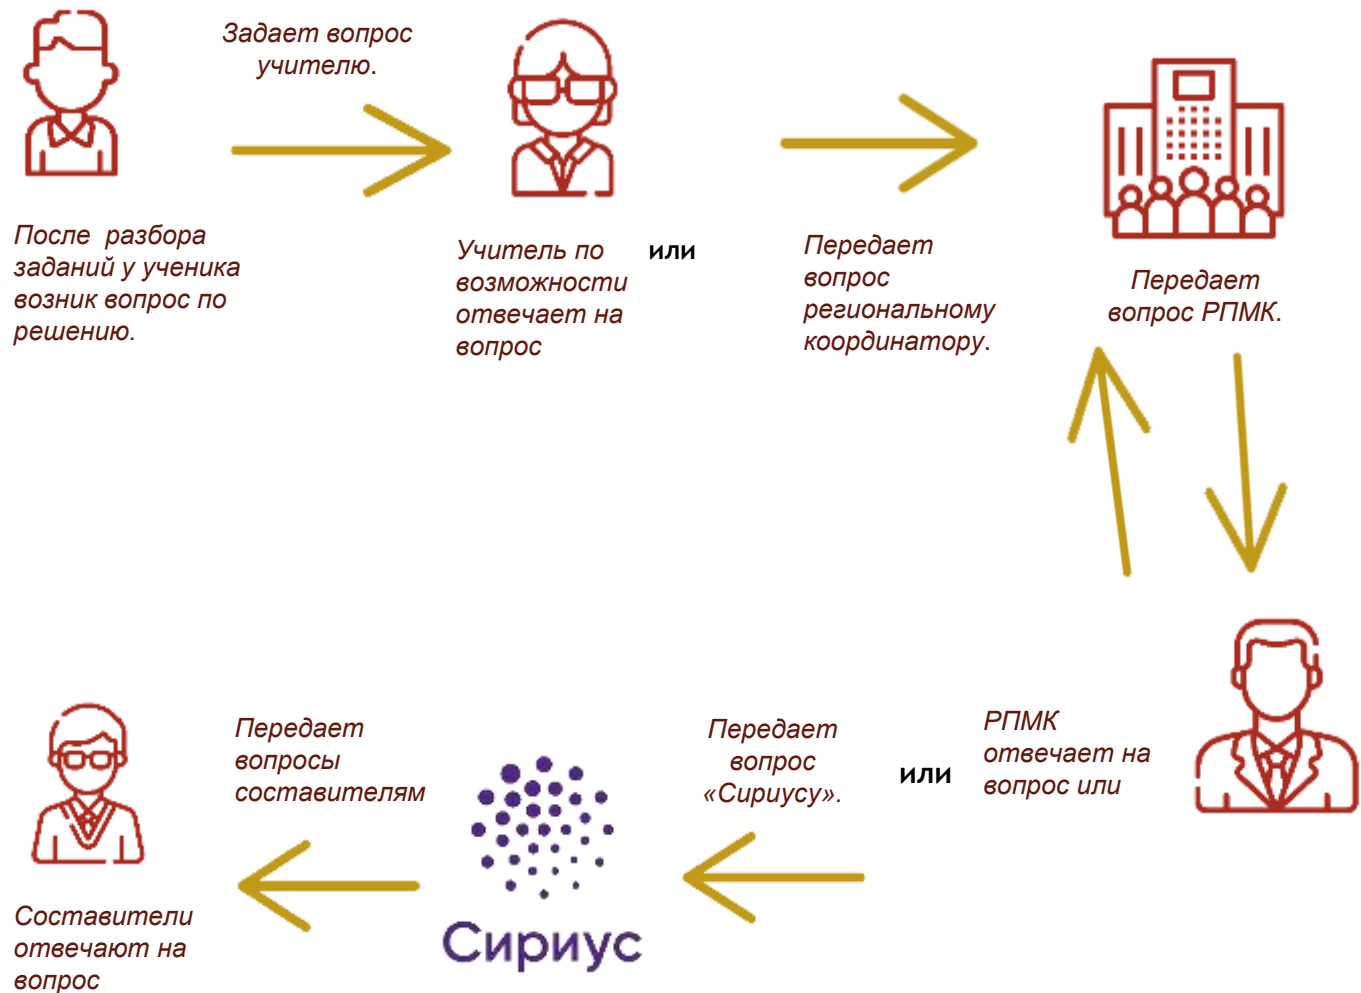 Задает вопрос
учителю.
После разбора
заданий у ученика
возник вопрос по
решению.
Учитель по
возможности
отвечает на
вопрос
или
Передает
вопрос
региональному
координатору.
Передает
вопрос РПМК.
РПМК
отвечает на
вопрос или
или
Передает
вопрос
«Сириусу».
Сириус
Передает
вопросы
составителям
Составители
отвечают на
вопрос